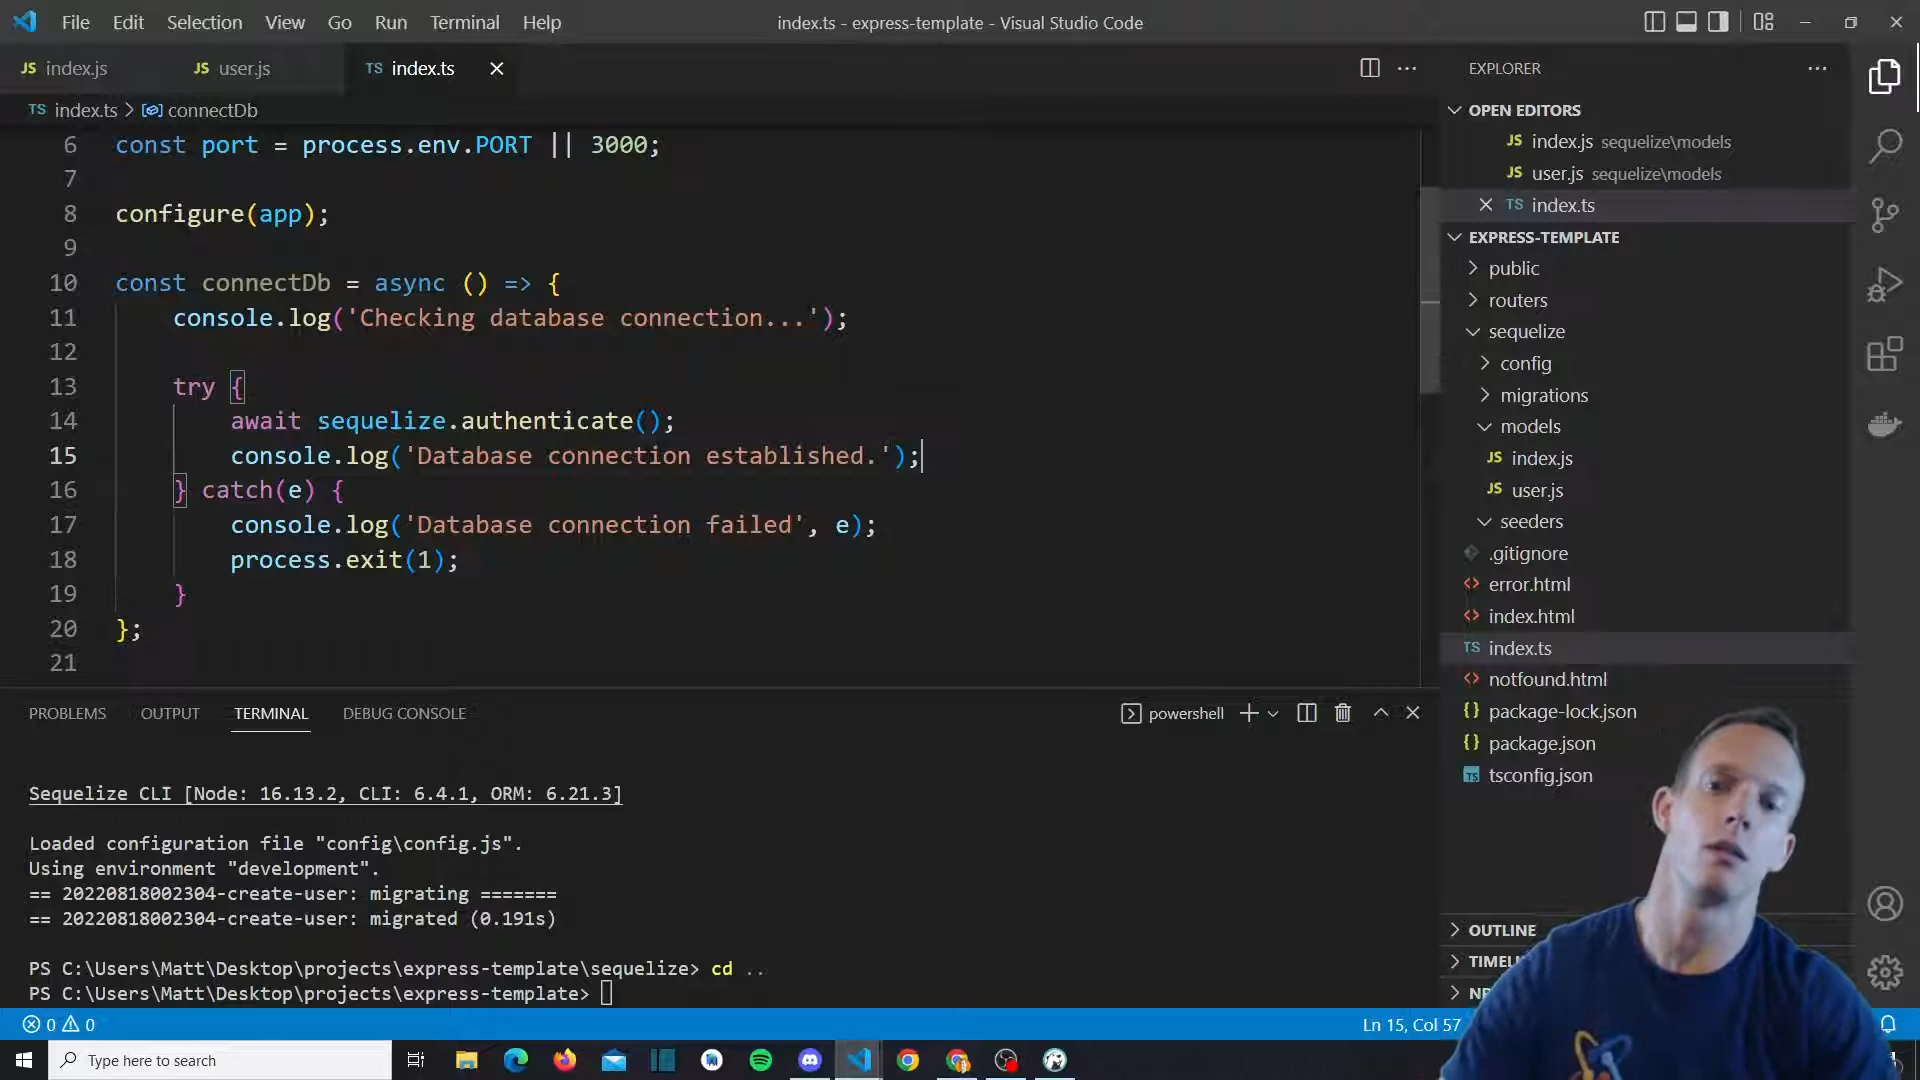 File Edit Selection View Go Run Terminal Help
index.ts - express-template - Visual Studio Code
JS index.js
JS user.js
TS index.ts
TS index.ts > connectDb
6 const port = process.env.PORT || 3000;
7
8 configure(app);
9
10 const connectDb = async () => {
11 console.log('Checking database connection...');
12
13 try {
14 await sequelize.authenticate();
15 console.log('Database connection established.');
16 } catch(e) {
17 console.log('Database connection failed', e);
18 process.exit(1);
19 }
20 };
21
PROBLEMS OUTPUT TERMINAL DEBUG CONSOLE
powershell
Sequelize CLI [Node: 16.13.2, CLI: 6.4.1, ORM: 6.21.3]
Loaded configuration file "config\config.js".
Using environment "development".
== 20220818002304-create-user: migrating =======
== 20220818002304-create-user: migrated (0.191s)
PS C:\Users\Matt\Desktop\projects\express-template\sequelize> cd ..
PS C:\Users\Matt\Desktop\projects\express-template>
EXPLORER
OPEN EDITORS
JS index.js sequelize\models
JS user.js sequelize\models
TS index.ts
EXPRESS-TEMPLATE
public
routers
sequelize
config
migrations
models
JS index.js
JS user.js
seeders
.gitignore
error.html
index.html
TS index.ts
notfound.html
{} package-lock.json
{} package.json
TS tsconfig.json
OUTLINE
0 0
Ln 15, Col 57
Type here to search